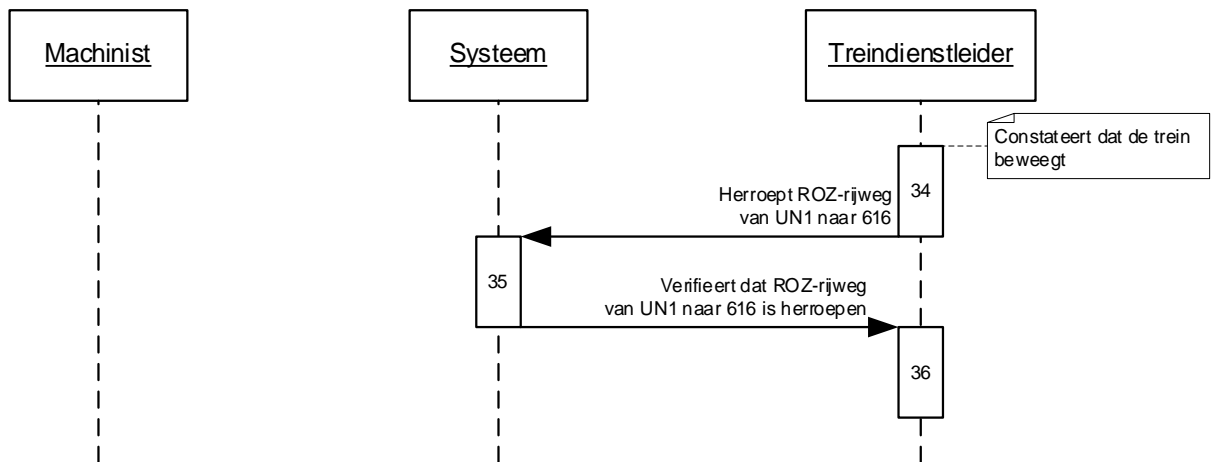 Machinist
Systeem
Treindienstleider
Constateert dat de trein
beweegt
34
Herroept ROZ-rijweg
van UN1 naar 616
35
Verifieert dat ROZ-rijweg
van UN1 naar 616 is herroepen
36